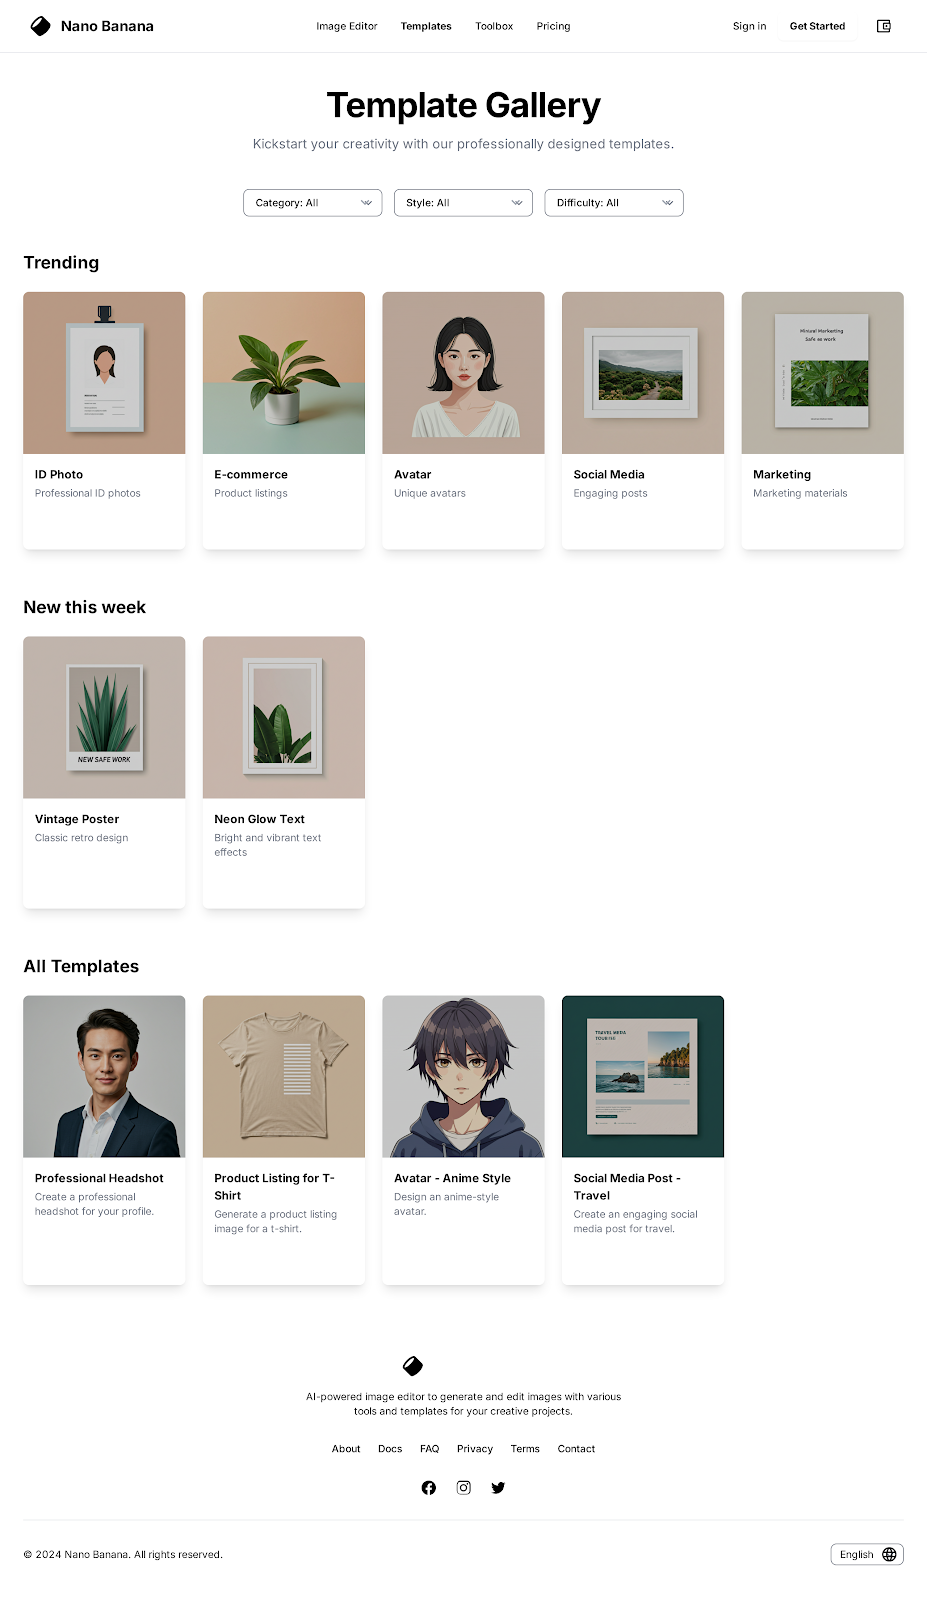 Nano Banana
Image Editor
Templates
Toolbox
Pricing
Sign in
Get Started
Template Gallery
Kickstart your creativity with our professionally designed templates.
Category: All
Style: All
Difficulty: All
Trending
Minual Markerting
Safe as work
ID Photo
Professional ID photos
E-commerce
Product listings
Avatar
Unique avatars
Social Media
Engaging posts
Marketing
Marketing materials
New this week
NEW SAFE WORK
Vintage Poster
Classic retro design
Neon Glow Text
Bright and vibrant text
effects
All Templates
TRAVEL MEDIA
Professional Headshot
Create a professional
headshot for your profile.
Product Listing for T-
Shirt
Generate a product listing
image for a t-shirt.
Avatar - Anime Style
Design an anime-style
avatar.
Social Media Post -
Travel
Create an engaging social
media post for travel.
AI-powered image editor to generate and edit images with various
tools and templates for your creative projects.
About
Docs
FAQ
Privacy
Terms
Contact
© 2024 Nano Banana. All rights reserved.
English